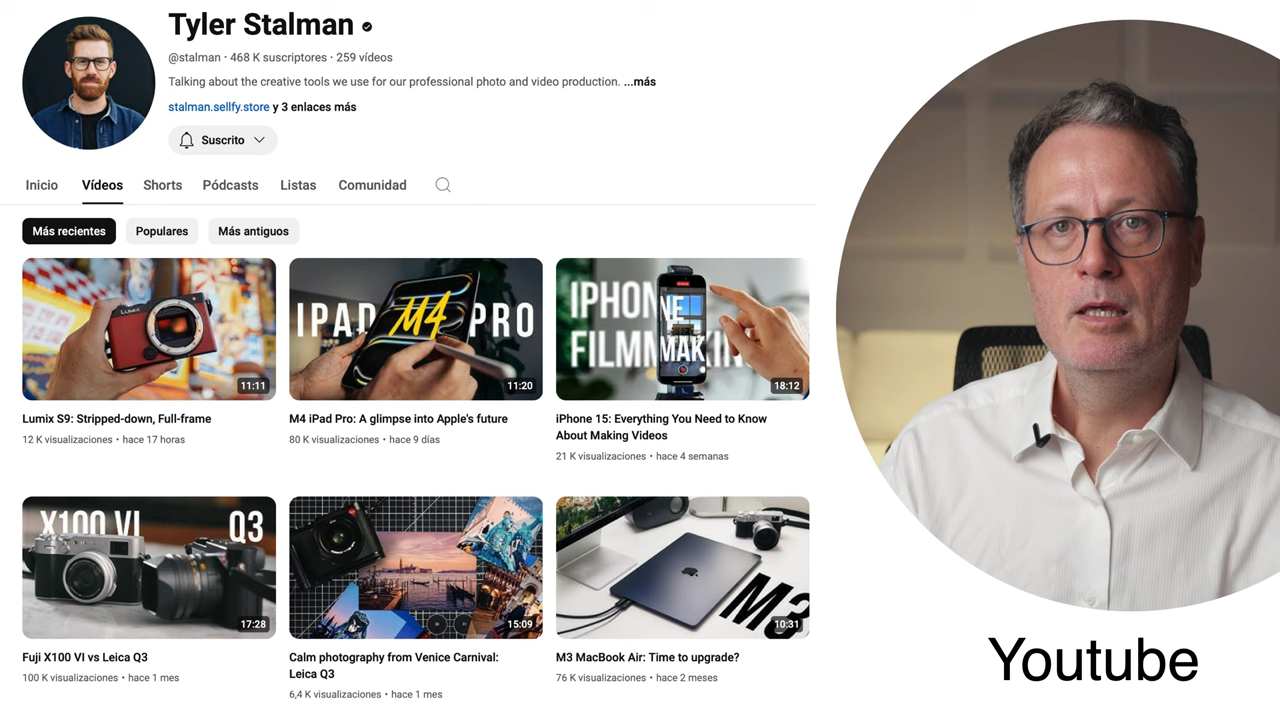 Tyler Stalman
@stalman · 468 K suscriptores · 259 vídeos
Talking about the creative tools we use for our professional photo and video production. ...más
stalman.sellfy.store y 3 enlaces más
Suscrito
Inicio Vídeos Shorts Pódcasts Listas Comunidad
Más recientes Populares Más antiguos
LUMIX
11:11
IPAD M4 PRO
11:20
IPHONE
FILMMAKIN
18:12
Lumix S9: Stripped-down, Full-frame
12 K visualizaciones • hace 17 horas
M4 iPad Pro: A glimpse into Apple's future
80 K visualizaciones • hace 9 días
iPhone 15: Everything You Need to Know
About Making Videos
21 K visualizaciones • hace 4 semanas
X100 VI Q3
17:28
15:09
M3
10:31
Fuji X100 VI vs Leica Q3
100 K visualizaciones • hace 1 mes
Calm photography from Venice Carnival:
Leica Q3
6,4 K visualizaciones • hace 1 mes
M3 MacBook Air: Time to upgrade?
76 K visualizaciones • hace 2 meses
Youtube